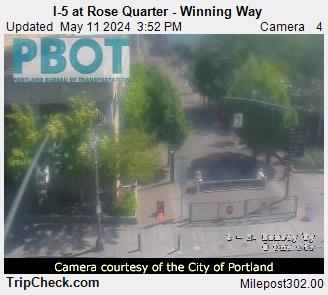 I-5 at Rose Quarter - Winning Way
Updated May 11 2024 3:52 PM Camera 4
PBOT
PORTLAND BUREAU OF TRANSPORTATION
Camera courtesy of the City of Portland
TripCheck.com Milepost302.00